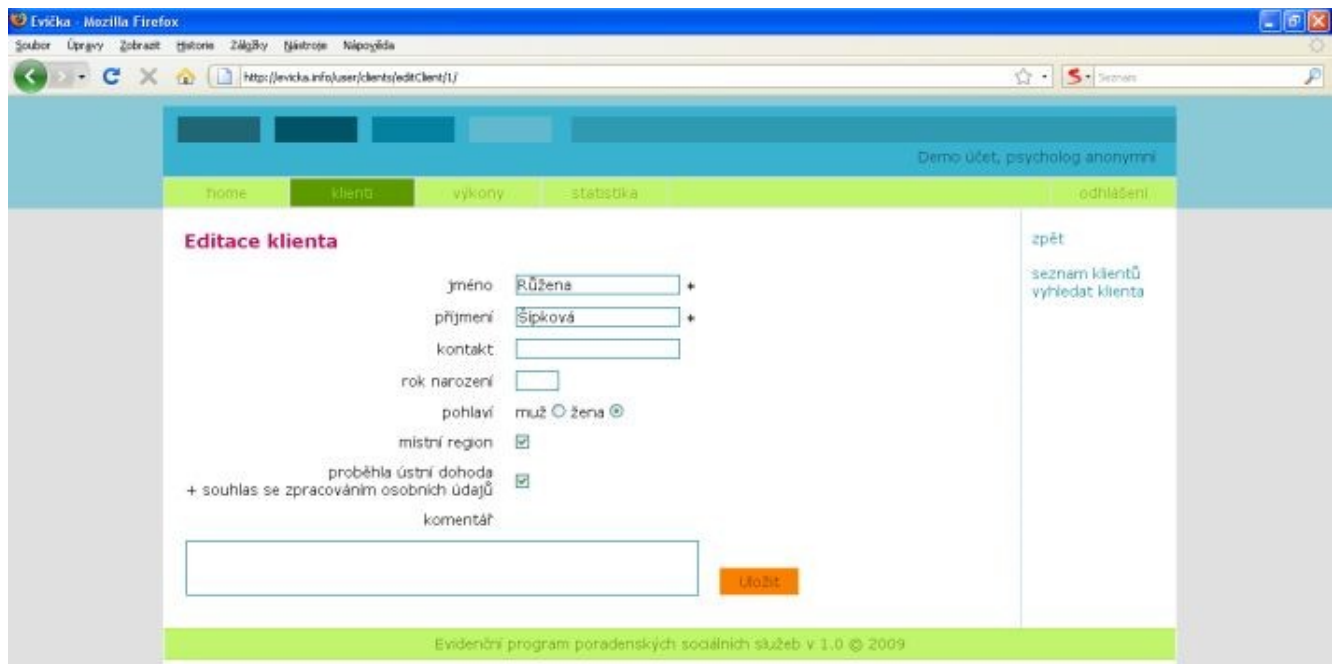 Evička - Mozilla Firefox
Soubor Úpravy Zobrazit Historie Záložky Nástroje Nápověda
http://evicka.info/user/clients/editClient/1/
S Seznam
Demo účet, psycholog anonymní
home klienti výkony statistika odhlášení
Editace klienta
zpět
seznam klientů
vyhledat klienta
jméno Růžena +
příjmení Šípková +
kontakt
rok narození
pohlaví muž žena
místní region
proběhla ústní dohoda
+ souhlas se zpracováním osobních údajů
komentář
Uložit
Evidenční program poradenských sociálních služeb v 1.0 © 2009